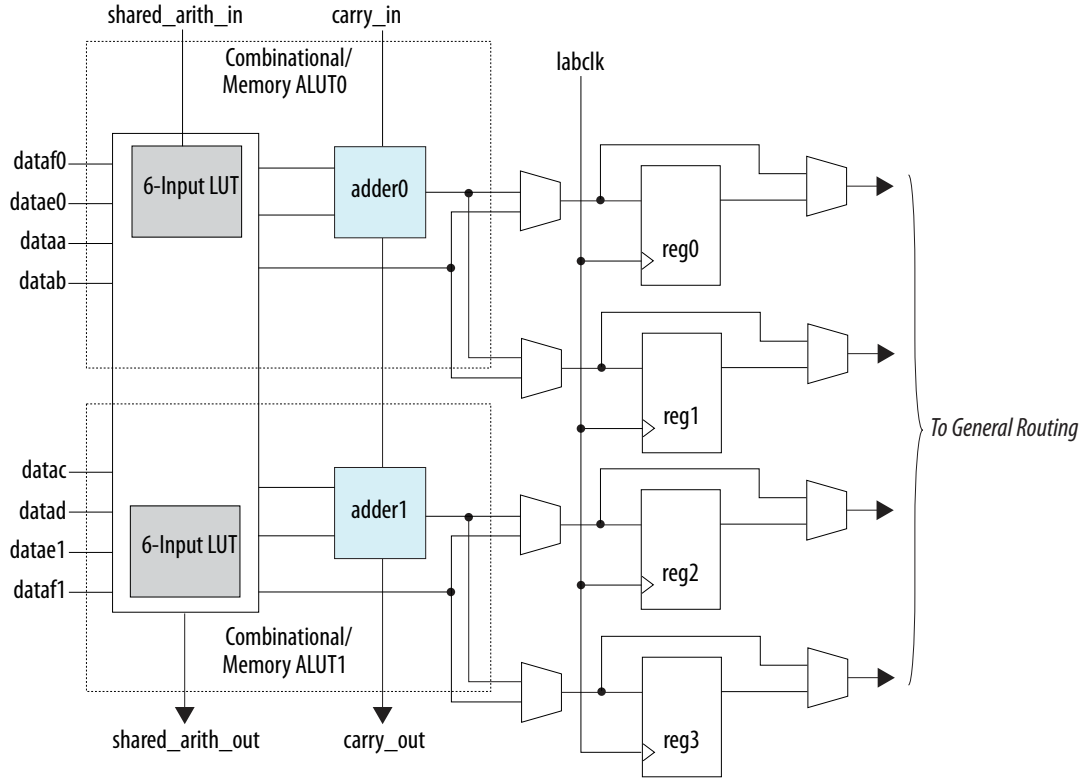 shared_arith_in
carry_in
Combinational/
Memory ALUT0
labclk
dataf0
datae0
dataa
datab
6-Input LUT
adder0
reg0
reg1
To General Routing
datac
datad
datae1
dataf1
6-Input LUT
adder1
reg2
Combinational/
Memory ALUT1
reg3
shared_arith_out
carry_out